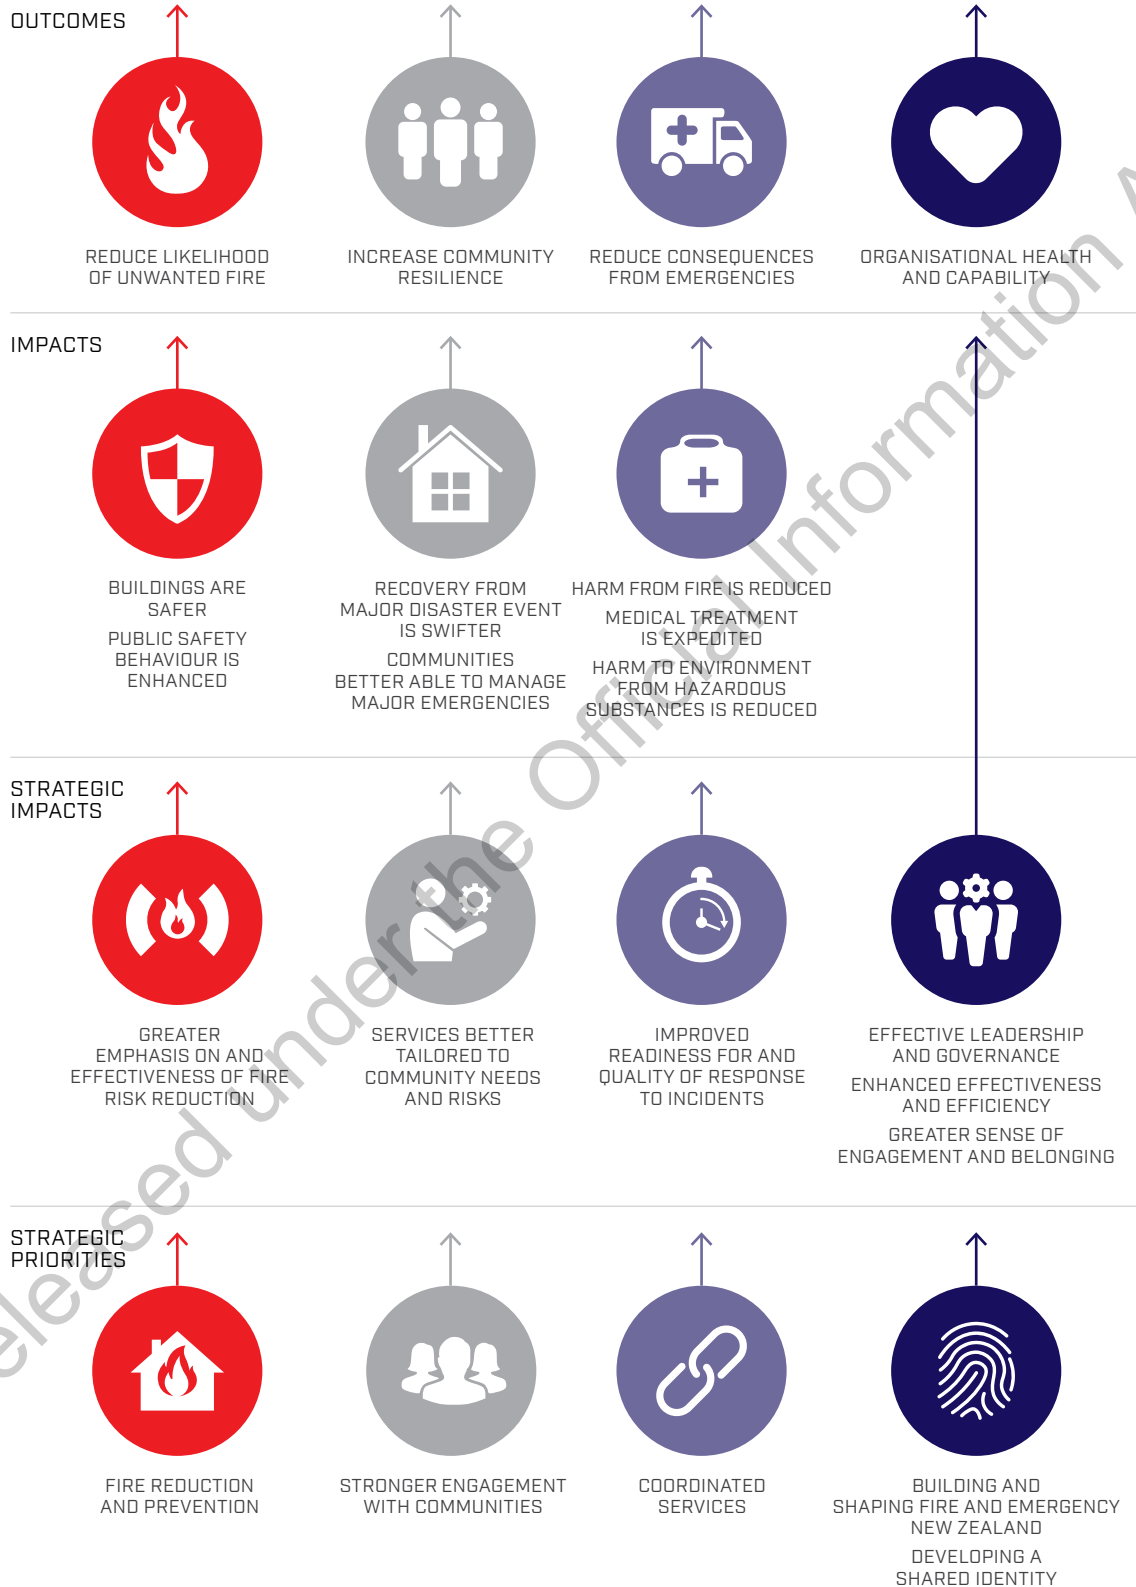 OUTCOMES
REDUCE LIKELIHOOD
OF UNWANTED FIRE
INCREASE COMMUNITY
RESILIENCE
REDUCE CONSEQUENCES
FROM EMERGENCIES
ORGANISATIONAL HEALTH
AND CAPABILITY
IMPACTS
BUILDINGS ARE
SAFER
PUBLIC SAFETY
BEHAVIOUR IS
ENHANCED
RECOVERY FROM
MAJOR DISASTER EVENT
IS SWIFTER
COMMUNITIES
BETTER ABLE TO MANAGE
MAJOR EMERGENCIES
HARM FROM FIRE IS REDUCED
MEDICAL TREATMENT
IS EXPEDITED
HARM TO ENVIRONMENT
FROM HAZARDOUS
SUBSTANCES IS REDUCED
STRATEGIC
IMPACTS
GREATER
EMPHASIS ON AND
EFFECTIVENESS OF FIRE
RISK REDUCTION
SERVICES BETTER
TAILORED TO
COMMUNITY NEEDS
AND RISKS
IMPROVED
READINESS FOR AND
QUALITY OF RESPONSE
TO INCIDENTS
EFFECTIVE LEADERSHIP
AND GOVERNANCE
ENHANCED EFFECTIVENESS
AND EFFICIENCY
GREATER SENSE OF
ENGAGEMENT AND BELONGING
STRATEGIC
PRIORITIES
FIRE REDUCTION
AND PREVENTION
STRONGER ENGAGEMENT
WITH COMMUNITIES
COORDINATED
SERVICES
BUILDING AND
SHAPING FIRE AND EMERGENCY
NEW ZEALAND
DEVELOPING A
SHARED IDENTITY
eleased under the Official Information A